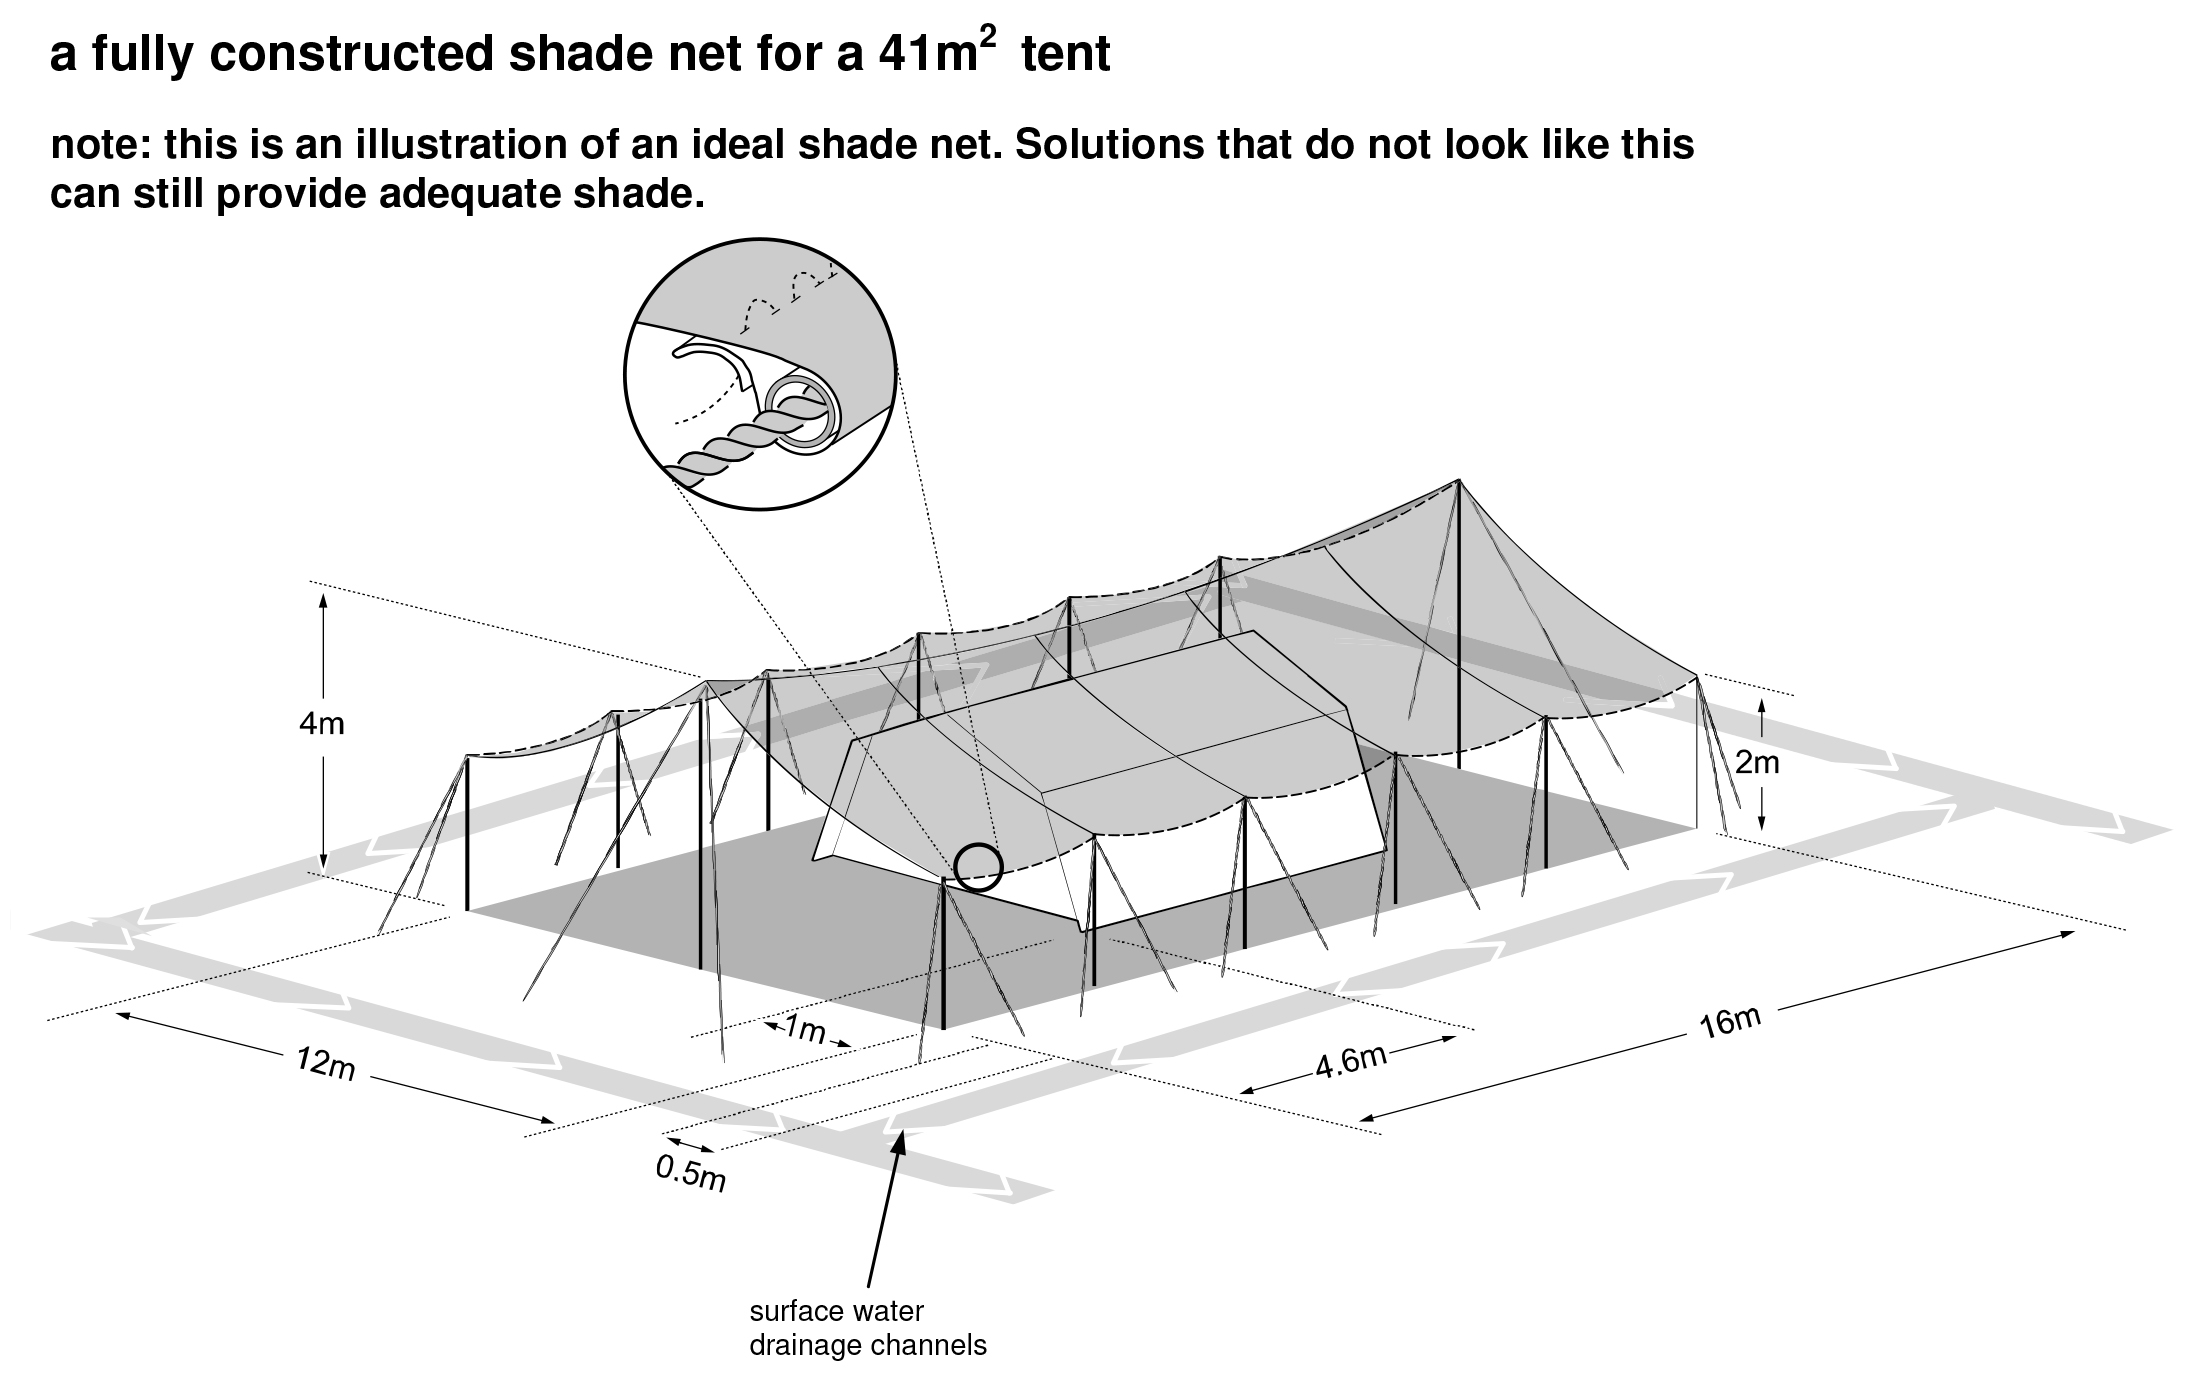 a fully constructed shade net for a 41m² tent
note: this is an illustration of an ideal shade net. Solutions that do not look like this
can still provide adequate shade.
4m
2m
1m
12m
4.6m
16m
0.5m
surface water
drainage channels